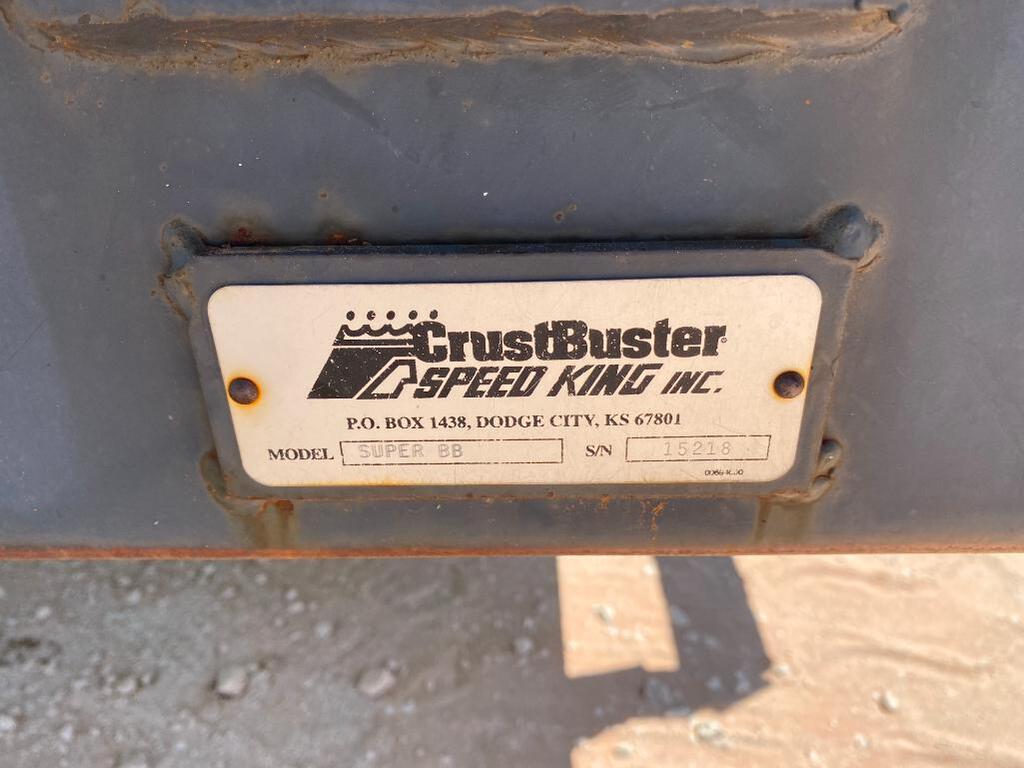 CrustBuster®
SPEED KING INC.
P.O. BOX 1438, DODGE CITY, KS 67801
MODEL SUPER BB S/N 15218